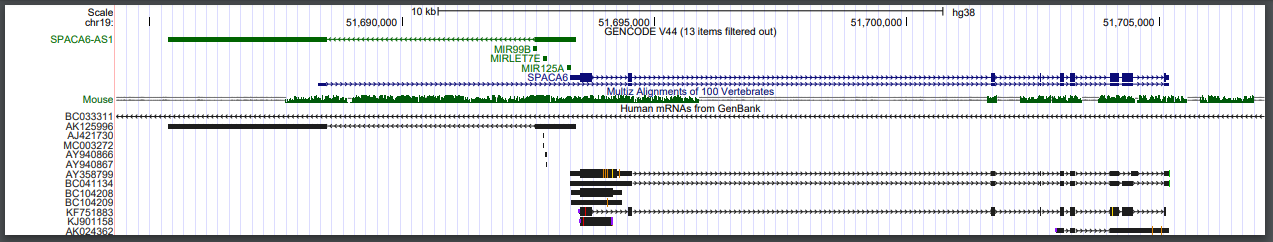 Scale 10 kb hg38
chr19: 51,690,000 51,695,000 51,700,000 51,705,000
GENCODE V44 (13 items filtered out)
SPACA6-AS1
MIR99B
MIRLET7E
MIR125A
SPACA6
Multiz Alignments of 100 Vertebrates
Mouse
Human mRNAs from GenBank
BC033311
AK125996
AJ421730
MC003272
AY940866
AY940867
AY358799
BC041134
BC104208
BC104209
KF751883
KJ901158
AK024362